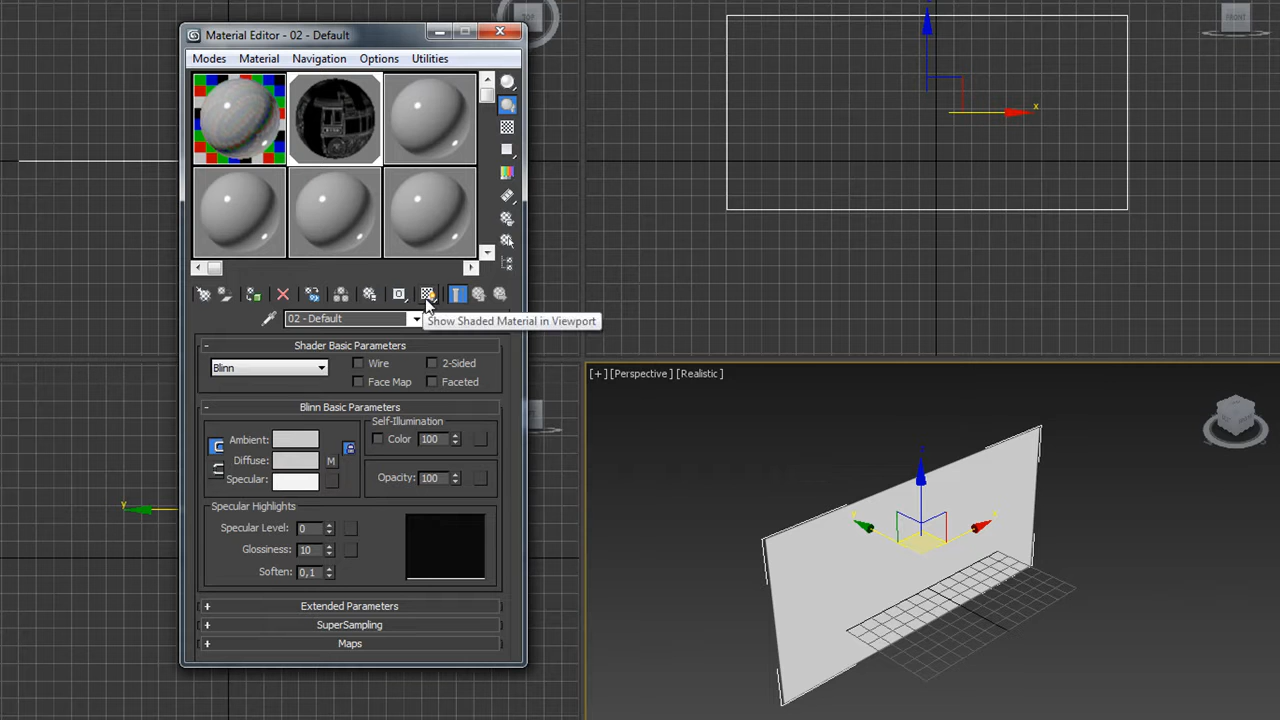 TOP
FRONT
Material Editor - 02 - Default
Modes Material Navigation Options Utilities
x
02 - Default
Show Shaded Material in Viewport
- Shader Basic Parameters
Blinn
Wire
2-Sided
Face Map
Faceted
[+] [Perspective] [Realistic]
- Blinn Basic Parameters
Self-Illumination
Ambient:
Color 100
Diffuse: M
Opacity: 100
Specular:
Specular Highlights
Specular Level: 0
Glossiness: 10
Soften: 0,1
y
+ Extended Parameters
+ SuperSampling
+ Maps